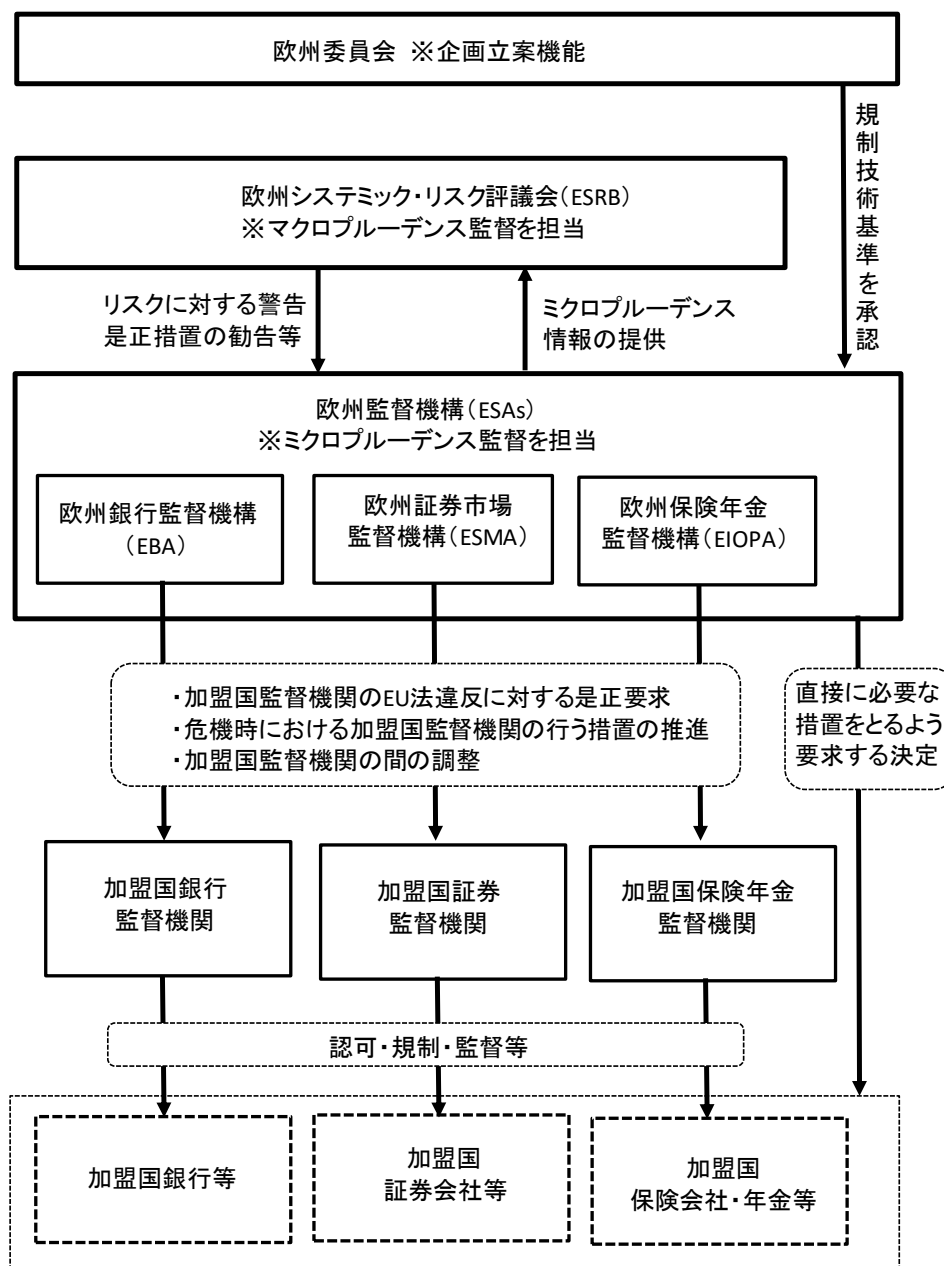 欧州委員会 ※企画立案機能
規制技術基準を承認
欧州システミック・リスク評議会(ESRB)
※マクロプルーデンス監督を担当
リスクに対する警告
是正措置の勧告等
ミクロプルーデンス
情報の提供
欧州監督機構(ESAs)
※ミクロプルーデンス監督を担当
欧州銀行監督機構
(EBA)
欧州証券市場
監督機構(ESMA)
欧州保険年金
監督機構(EIOPA)
・加盟国監督機関のEU法違反に対する是正要求
・危機時における加盟国監督機関の行う措置の推進
・加盟国監督機関の間の調整
直接に必要な
措置をとるよう
要求する決定
加盟国銀行
監督機関
加盟国証券
監督機関
加盟国保険年金
監督機関
認可・規制・監督等
加盟国銀行等
加盟国
証券会社等
加盟国
保険会社・年金等